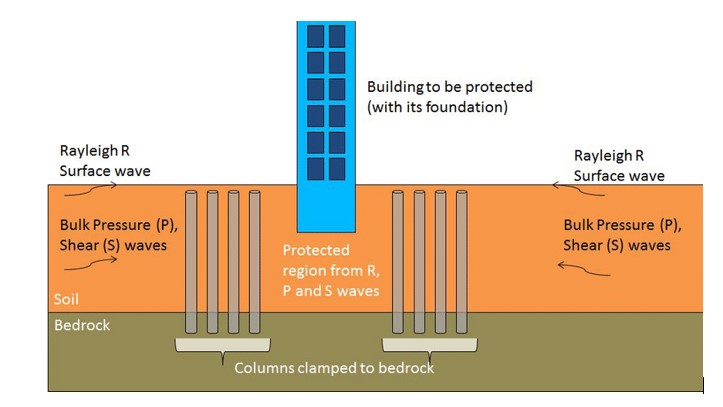 Building to be protected
(with its foundation)
Rayleigh R
Surface wave
Rayleigh R
Surface wave
Bulk Pressure (P),
Shear (S) waves
Bulk Pressure (P),
Shear (S) waves
Protected
region from R,
P and S waves
Soil
Bedrock
Columns clamped to bedrock